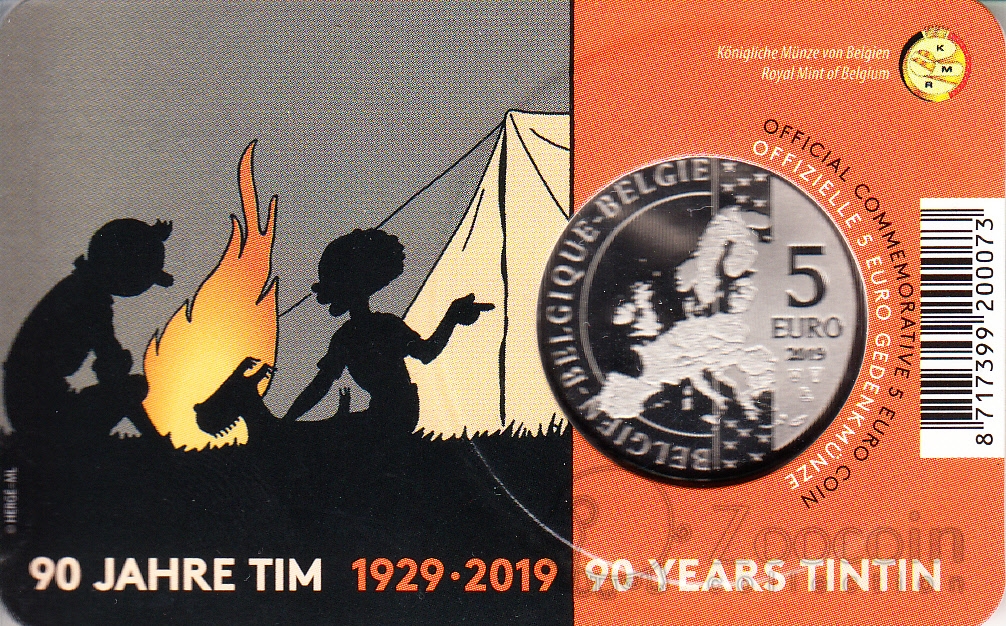 Königliche Münze von Belgien
Royal Mint of Belgium
K
M
R
OFFICIAL COMMEMORATIVE 5 EURO COIN
OFFIZIELLE 5 EURO GEDENKMÜNZE
BELGIEN-BELGIQUE-BELGIE
5
EURO
2019
8 717399 200073
© HERGÉ-ML
Zoocoin
90 JAHRE TIM 1929·2019 90 YEARS TINTIN